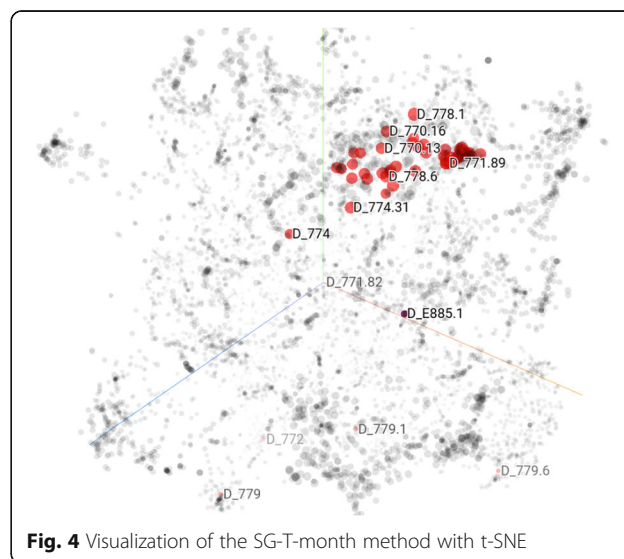 D_778.1
D_770.16
D_770.13
D_771.89
D_778.6
D_774.31
D_774
D_771.82
D_E885.1
D_779.1
D_772
D_779.6
D_779
Fig. 4 Visualization of the SG-T-month method with t-SNE